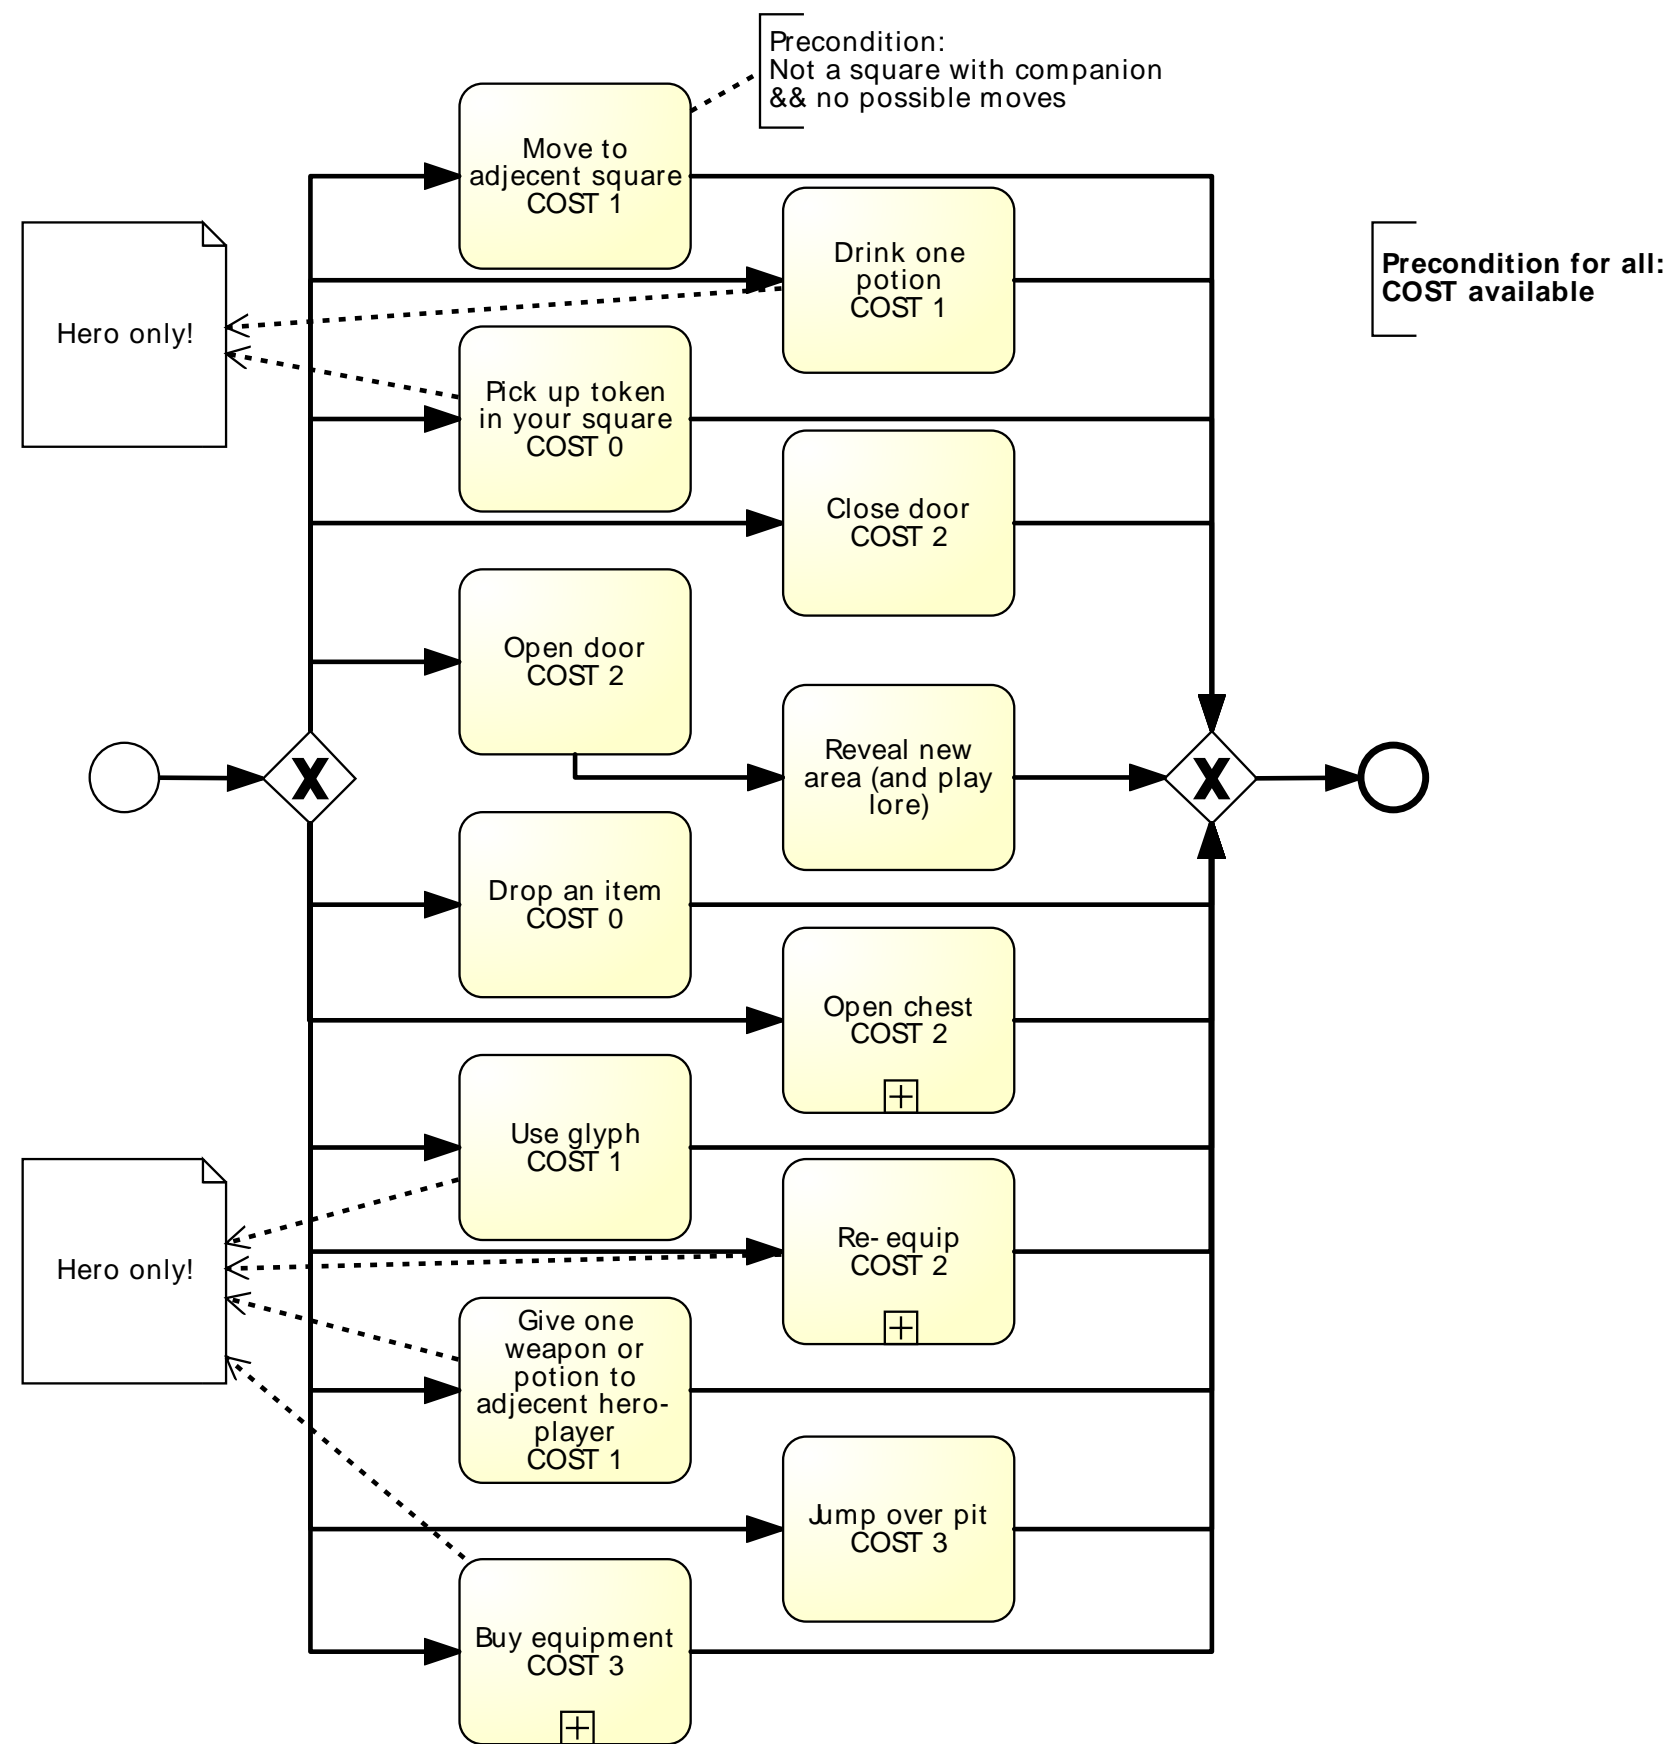 Precondition:
Not a square with companion
&& no possible moves
Move to
adjecent square
COST 1
Drink one
potion
COST 1
Precondition for all:
COST available
Hero only!
Pick up token
in your square
COST 0
Close door
COST 2
Open door
COST 2
Reveal new
area (and play
lore)
X
X
Drop an item
COST 0
Open chest
COST 2
Use glyph
COST 1
Hero only!
Re-equip
COST 2
Give one
weapon or
potion to
adjecent hero-
player
COST 1
Jump over pit
COST 3
Buy equipment
COST 3